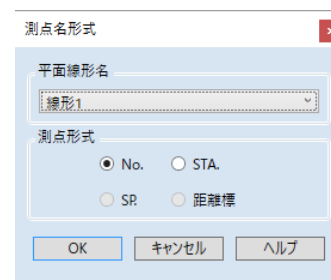 測点名形式
平面線形名
線形1
測点形式
No. STA.
SP. 距離標
OK キャンセル ヘルプ